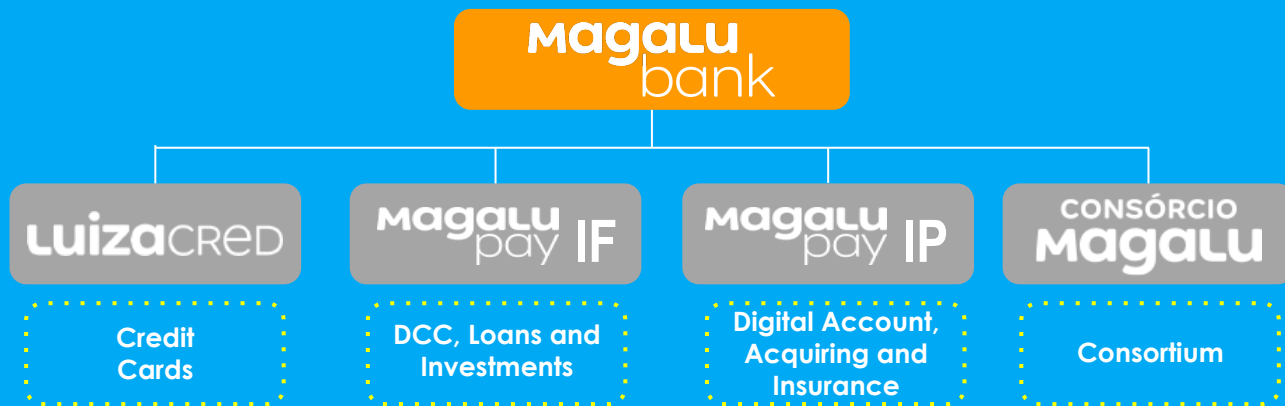 Magalu
bank
Luizacred
Magalu
pay IF
Magalu
pay IP
CONSÓRCIO
Magalu
Credit
Cards
DCC, Loans and
Investments
Digital Account,
Acquiring and
Insurance
Consortium